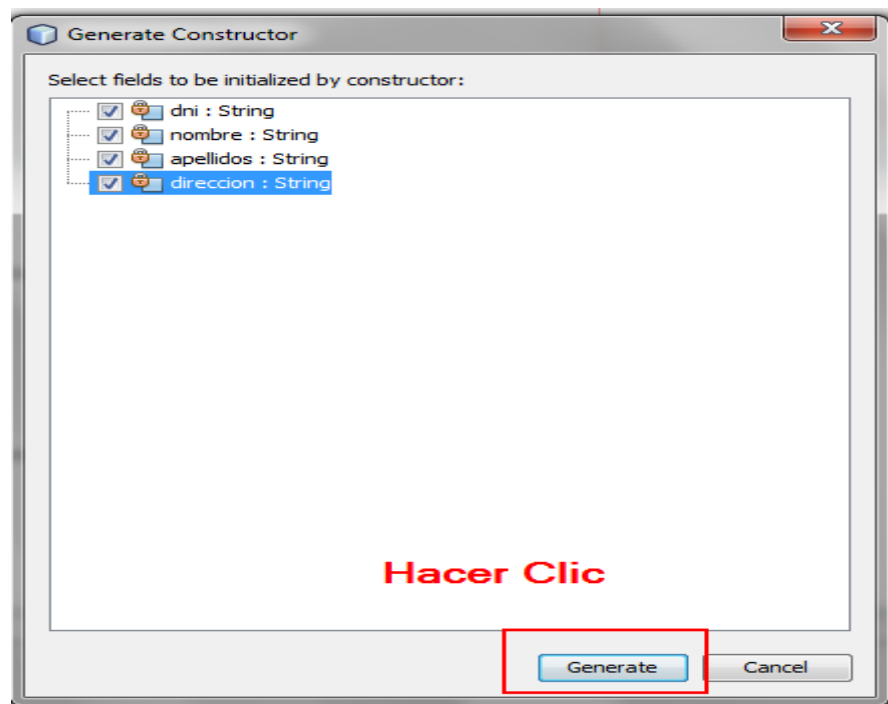 Generate Constructor
Select fields to be initialized by constructor:
dni : String
nombre : String
apellidos : String
direccion : String
Hacer Clic
Generate
Cancel